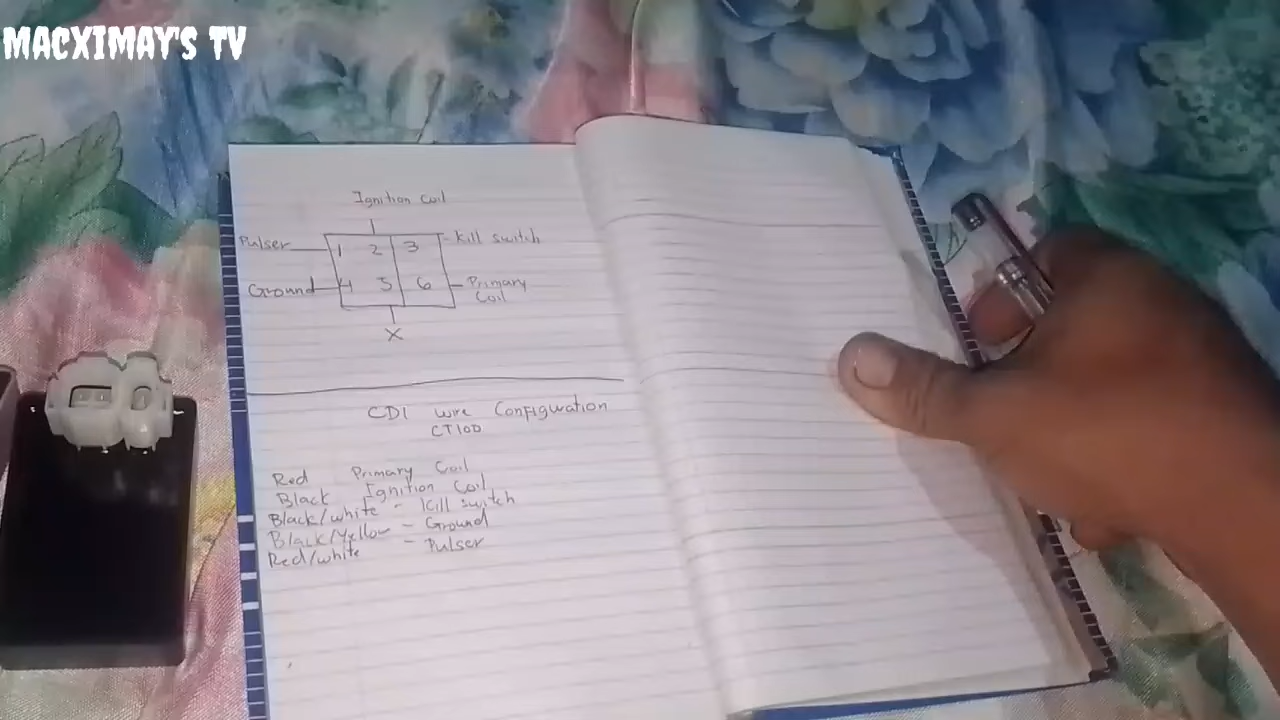 MACXIMAY'S TV
Ignition Coil
Pulser 1 2 3 Kill switch
Ground 4 5 6 Primary Coil
X
CDI wire Configuration
CT100
Red Primary Coil
Black Ignition Coil
Black/white - Kill switch
Black/Yellow - Ground
Red/white - Pulser